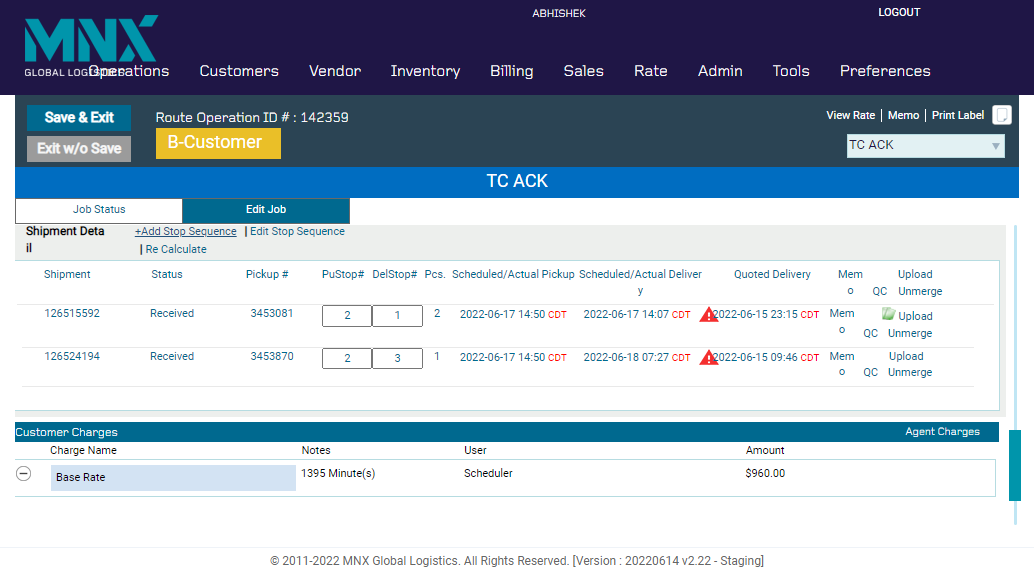 ABHISHEK
LOGOUT
MNX
GLOBAL LOGISTICS
Operations Customers Vendor Inventory Billing Sales Rate Admin Tools Preferences
Save & Exit
Route Operation ID # : 142359
View Rate | Memo | Print Label
Exit w/o Save
B-Customer
TC ACK
TC ACK
Job Status Edit Job
Shipment Deta
il
+Add Stop Sequence | Edit Stop Sequence
| Re Calculate
Shipment Status Pickup # PuStop# DelStop# Pcs. Scheduled/Actual Pickup Scheduled/Actual Deliver Quoted Delivery Mem Upload
y o QC Unmerge
126515592 Received 3453081 2 1 2 2022-06-17 14:50 CDT 2022-06-17 14:07 CDT 2022-06-15 23:15 CDT Mem Upload
o QC Unmerge
126524194 Received 3453870 2 3 1 2022-06-17 14:50 CDT 2022-06-18 07:27 CDT 2022-06-15 09:46 CDT Mem Upload
o QC Unmerge
Customer Charges Agent Charges
Charge Name Notes User Amount
Base Rate 1395 Minute(s) Scheduler $960.00
© 2011-2022 MNX Global Logistics. All Rights Reserved. [Version : 20220614 v2.22 - Staging]